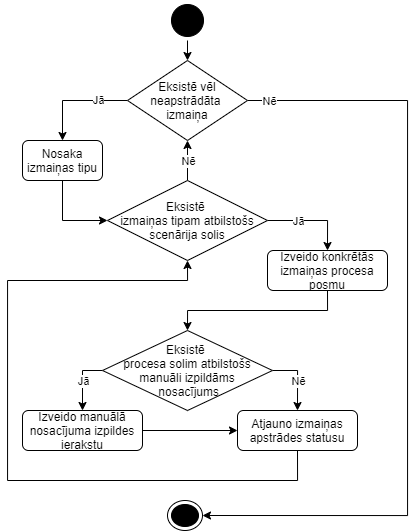 Eksistē vēl
neapstrādāta
izmaiņa
Jā
Nē
Nosaka
izmaiņas tipu
Nē
Eksistē
izmaiņas tipam atbilstošs
scenārija solis
Jā
Izveido konkrētās
izmaiņas procesa
posmu
Eksistē
procesa solim atbilstošs
manuāli izpildāms
nosacījums
Jā
Nē
Izveido manuālā
nosacījuma izpildes
ierakstu
Atjauno izmaiņas
apstrādes statusu